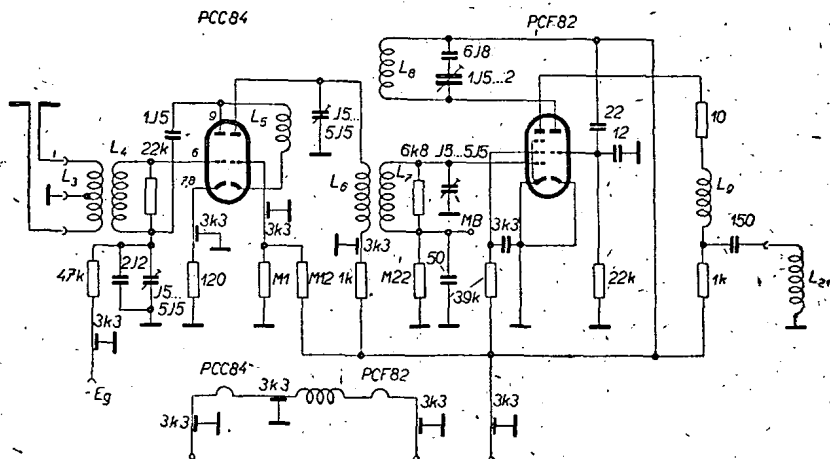 PCC84
PCF82
L8
6J8
1J5...2
1J5
9
L5
J5...
5J5
22
12
10
L4
22k
6
L3
L6
6k8
J5...5J5
L7
L9
7,8
3k3
3k3
3k3
MB
3k3
150
47k
2J2
J5...
5J5
120
M1
M12
1k
M22
50
39k
22k
1k
L21
3k3
-Eg
PCC84
3k3
PCF82
3k3
3k3
3k3